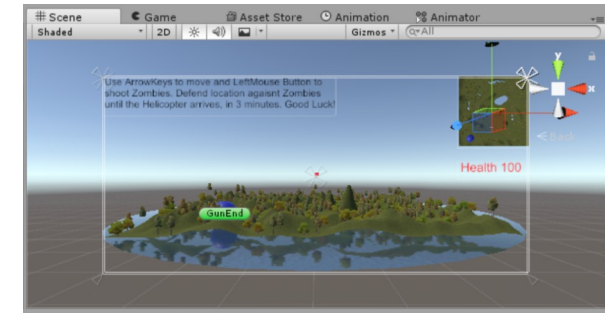 Scene Game Asset Store Animation Animator
Shaded 2D Gizmos All
Use ArrowKeys to move and LeftMouse Button to
shoot Zombies. Defend location agaisnt Zombies
until the Helicopter arrives, in 3 minutes. Good Luck!
y
x
Back
Health 100
GunEnd